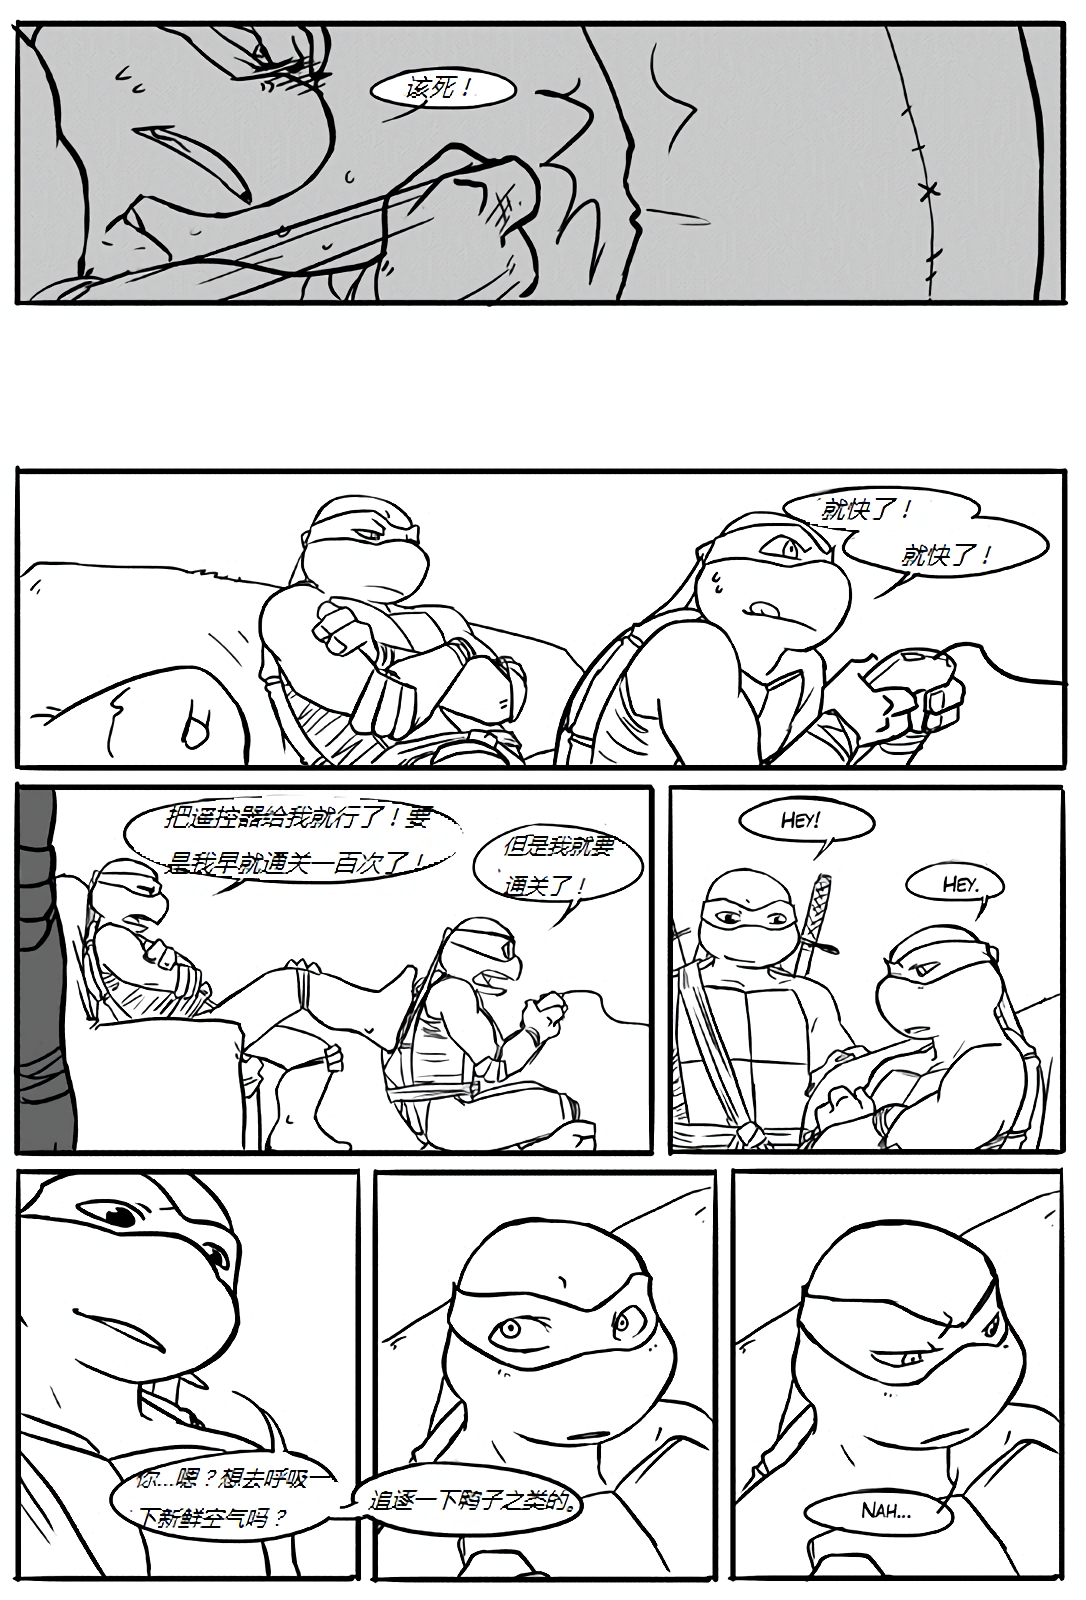 该死！
就快了！
就快了！
把遥控器给我就行了！要
是我早就通关一百次了！
但是我就要
通关了！
HEY!
HEY.
你...嗯？想去呼吸一
下新鲜空气吗？
追逐一下鸭子之类的。
NAH...